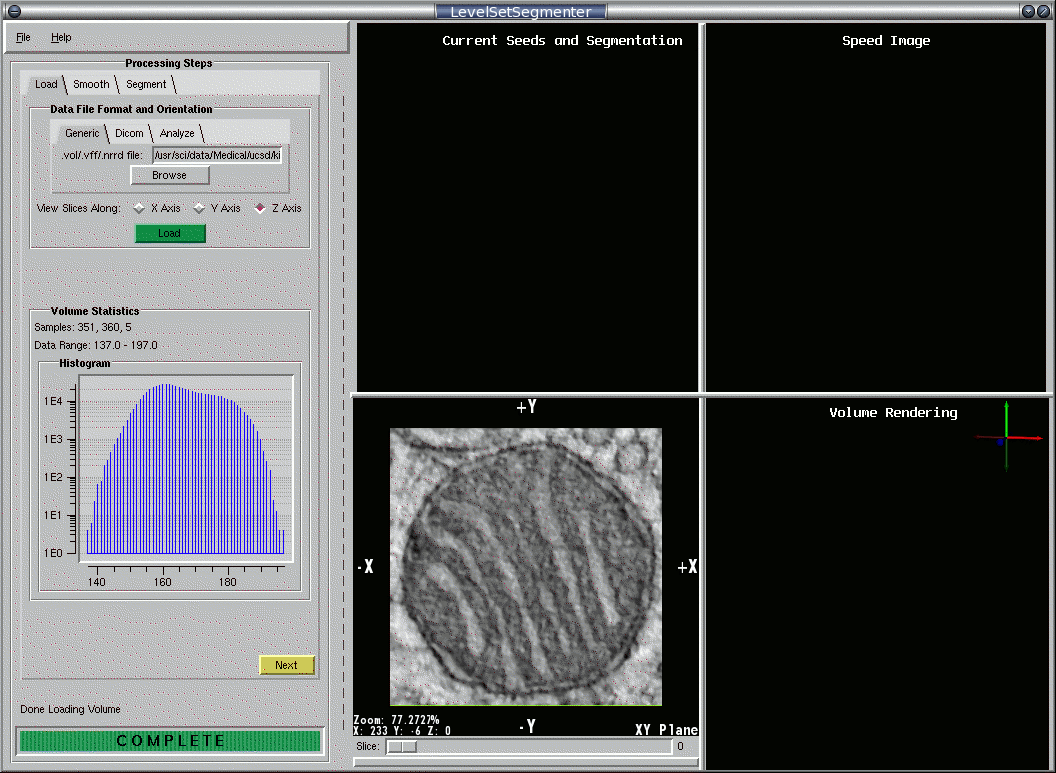 LevelSetSegmenter
File Help
Processing Steps
Load Smooth Segment
Data File Format and Orientation
Generic Dicom Analyze
.vol/.vff/.nrrd file: /usr/sci/data/Medical/ucsd/ki
Browse
View Slices Along: X Axis Y Axis Z Axis
Load
Volume Statistics
Samples: 351, 360, 5
Data Range: 137.0 - 197.0
Histogram
1E4
1E3
1E2
1E1
1E0
140 160 180
Next
Done Loading Volume
COMPLETE
Current Seeds and Segmentation
Speed Image
+Y
-X
+X
Zoom: 77.2727%
X: 233 Y: -6 Z: 0
-Y
XY Plane
Slice: 0
Volume Rendering